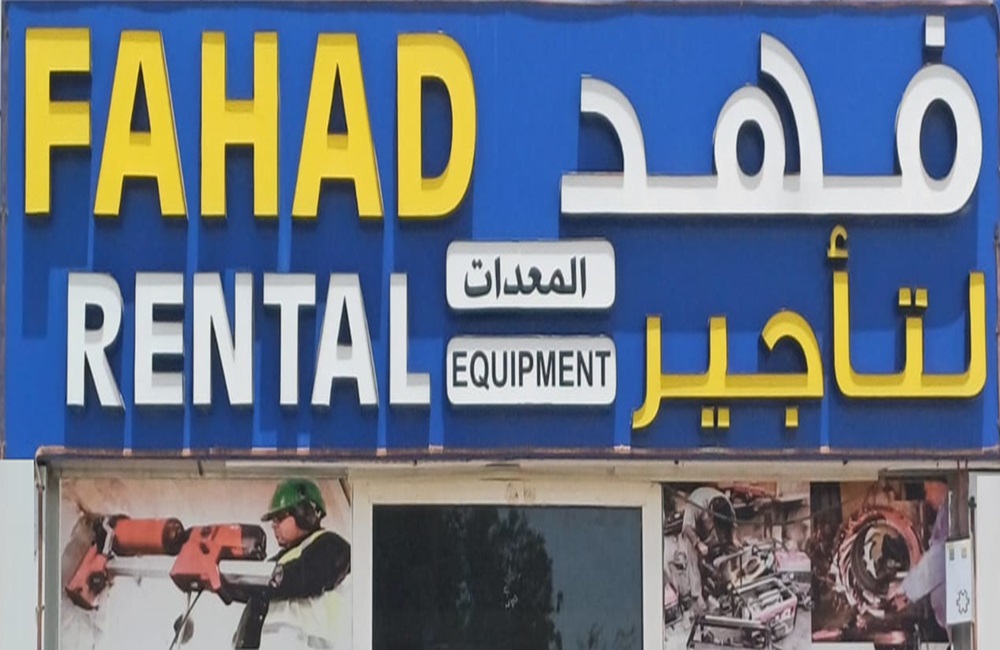 FAHAD فهد
RENTAL
المعدات
EQUIPMENT
لتأجير